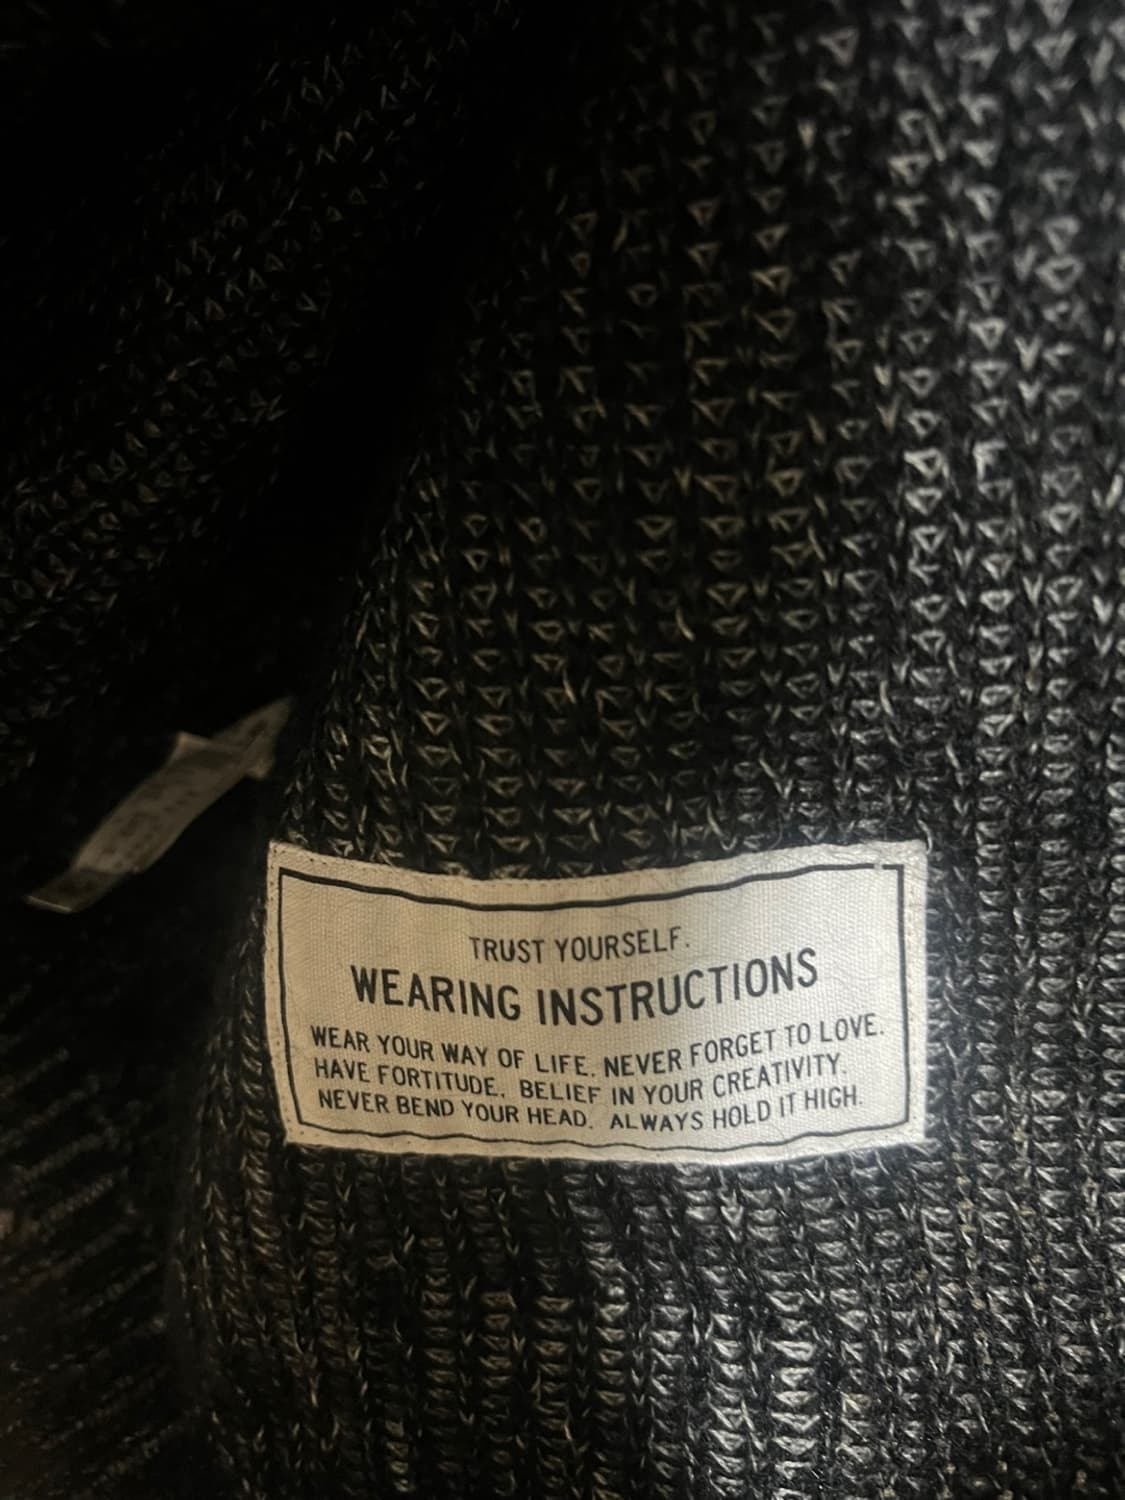 TRUST YOURSELF.
WEARING INSTRUCTIONS
WEAR YOUR WAY OF LIFE. NEVER FORGET TO LOVE.
HAVE FORTITUDE. BELIEF IN YOUR CREATIVITY.
NEVER BEND YOUR HEAD. ALWAYS HOLD IT HIGH.